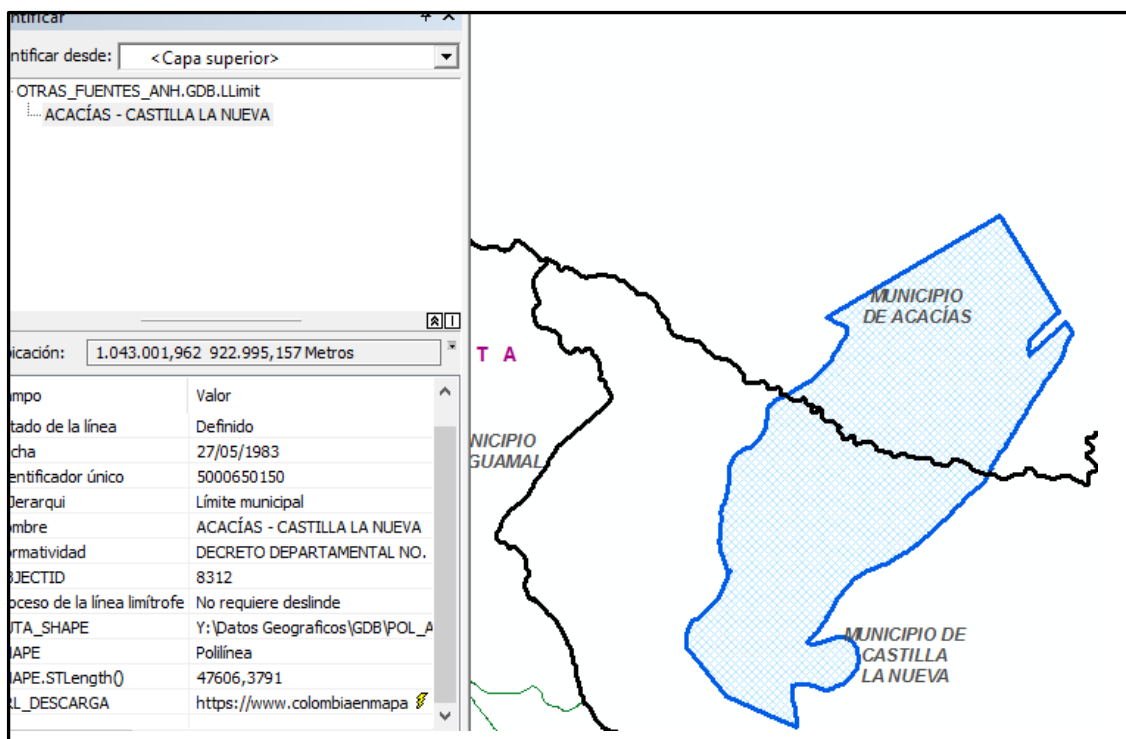 ntificar
ntificar desde: <Capa superior>
OTRAS_FUENTES_ANH.GDB.LLimit
ACACÍAS - CASTILLA LA NUEVA
icación: 1.043.001,962 922.995,157 Metros
ampo Valor
tado de la línea Definido
cha 27/05/1983
entificador único 5000650150
Jerarqui Límite municipal
mbre ACACÍAS - CASTILLA LA NUEVA
ormatividad DECRETO DEPARTAMENTAL NO.
BJECTID 8312
oceso de la línea limítrofe No requiere deslinde
UTA_SHAPE Y:\Datos Geograficos\GDB\POL_A
HAPE Polilínea
HAPE.STLength() 47606,3791
RL_DESCARGA https://www.colombiaenmapa
T A
NICIPIO
GUAMAL
MUNICIPIO
DE ACACÍAS
MUNICIPIO DE
CASTILLA
LA NUEVA